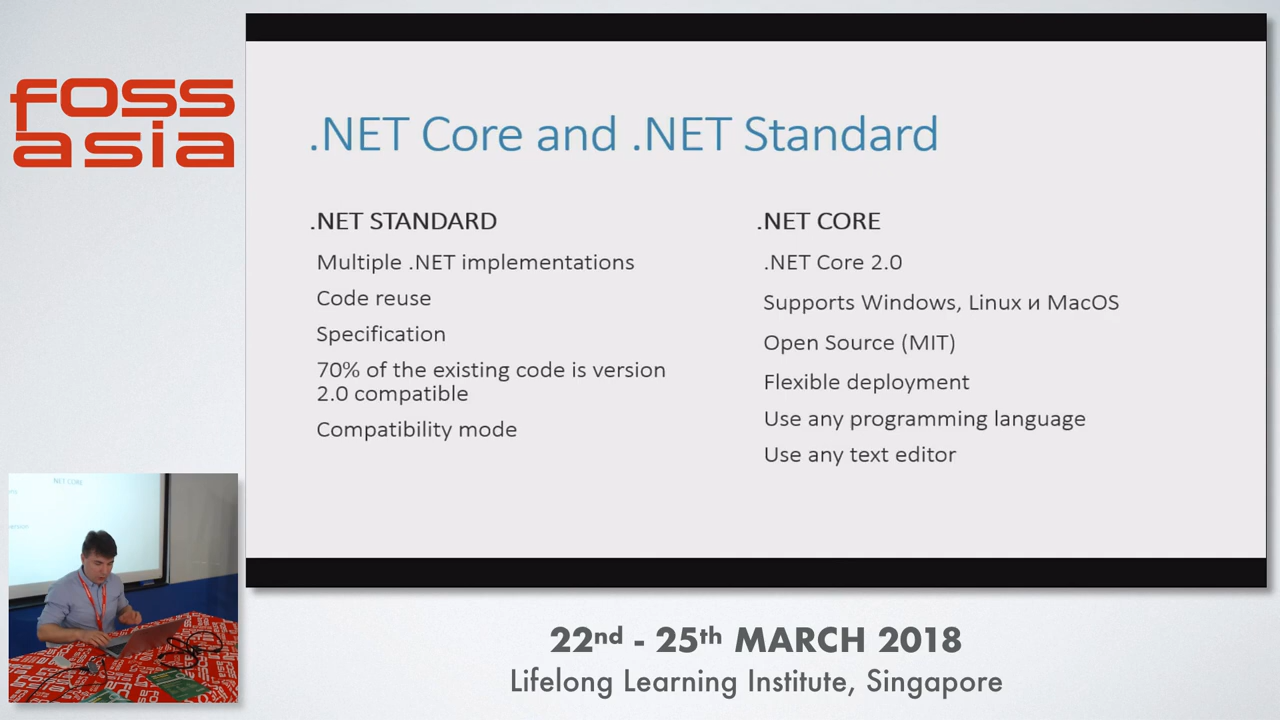 foss
asia
.NET Core and .NET Standard
.NET STANDARD
Multiple .NET implementations
Code reuse
Specification
70% of the existing code is version
2.0 compatible
Compatibility mode
.NET CORE
.NET Core 2.0
Supports Windows, Linux и MacOS
Open Source (MIT)
Flexible deployment
Use any programming language
Use any text editor
.NET CORE
22nd - 25th MARCH 2018
Lifelong Learning Institute, Singapore